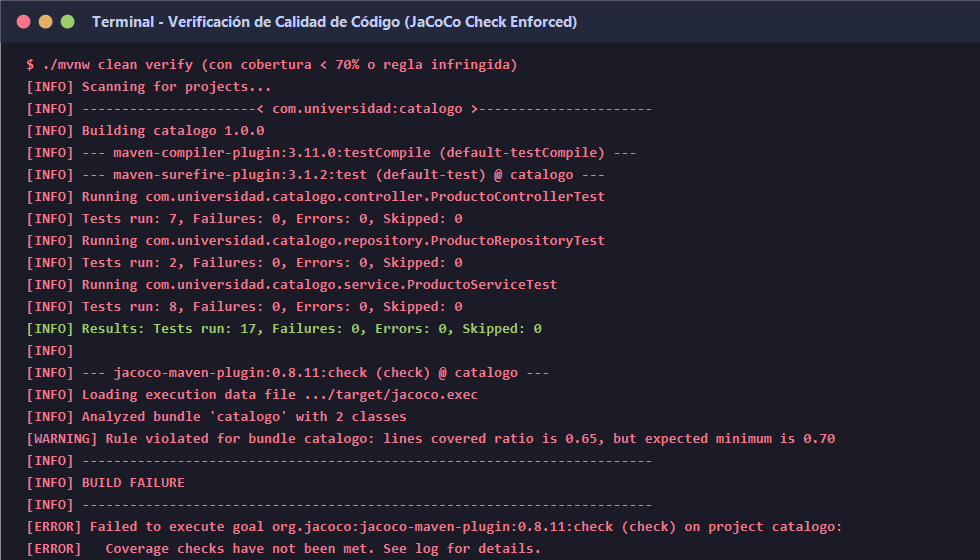 Terminal - Verificación de Calidad de Código (JaCoCo Check Enforced)
$ ./mvnw clean verify (con cobertura < 70% o regla infringida)
[INFO] Scanning for projects...
[INFO] ----------------------< com.universidad:catalogo >----------------------
[INFO] Building catalogo 1.0.0
[INFO] --- maven-compiler-plugin:3.11.0:testCompile (default-testCompile) ---
[INFO] --- maven-surefire-plugin:3.1.2:test (default-test) @ catalogo ---
[INFO] Running com.universidad.catalogo.controller.ProductoControllerTest
[INFO] Tests run: 7, Failures: 0, Errors: 0, Skipped: 0
[INFO] Running com.universidad.catalogo.repository.ProductoRepositoryTest
[INFO] Tests run: 2, Failures: 0, Errors: 0, Skipped: 0
[INFO] Running com.universidad.catalogo.service.ProductoServiceTest
[INFO] Tests run: 8, Failures: 0, Errors: 0, Skipped: 0
[INFO] Results: Tests run: 17, Failures: 0, Errors: 0, Skipped: 0
[INFO]
[INFO] --- jacoco-maven-plugin:0.8.11:check (check) @ catalogo ---
[INFO] Loading execution data file .../target/jacoco.exec
[INFO] Analyzed bundle 'catalogo' with 2 classes
[WARNING] Rule violated for bundle catalogo: lines covered ratio is 0.65, but expected minimum is 0.70
[INFO] ------------------------------------------------------------------------
[INFO] BUILD FAILURE
[INFO] ------------------------------------------------------------------------
[ERROR] Failed to execute goal org.jacoco:jacoco-maven-plugin:0.8.11:check (check) on project catalogo:
[ERROR]   Coverage checks have not been met. See log for details.